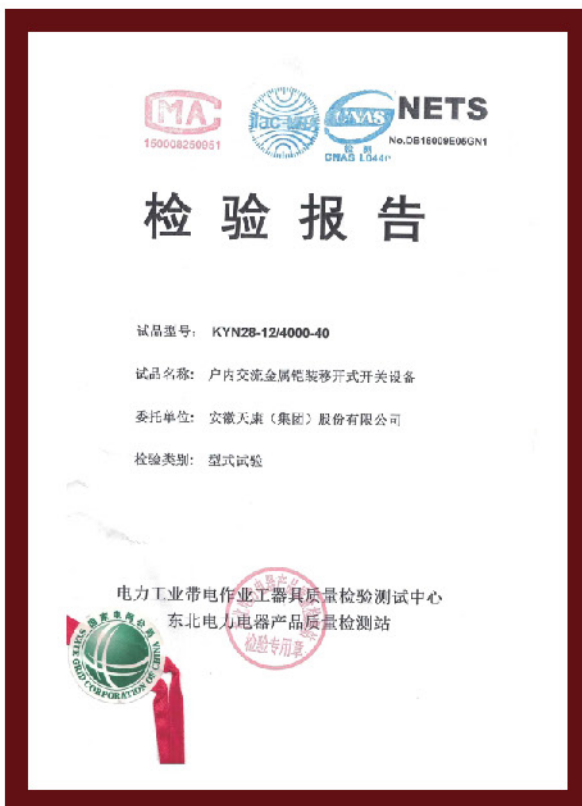 MA
ilac-MRA
CNAS
NETS
150008250951
检 测
CNAS L0440
No.DB15009E05GN1
检验报告
试品型号: KYN28-12/4000-40
试品名称: 户内交流金属铠装移开式开关设备
委托单位: 安徽天康（集团）股份有限公司
检验类别: 型式试验
电力工业带电作业工器具质量检验测试中心
东北电力电器产品质量检测站
检验专用章
国家电网公司
STATE GRID CORPORATION OF CHINA